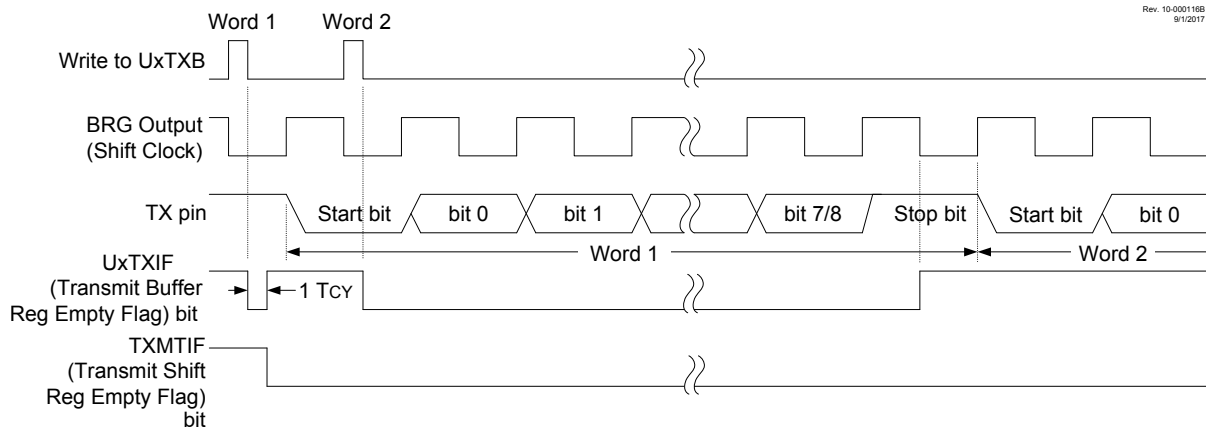 Rev. 10-000116B
9/1/2017
Word 1 Word 2
Write to UxTXB
BRG Output
(Shift Clock)
TX pin Start bit bit 0 bit 1 bit 7/8 Stop bit Start bit bit 0
Word 1 Word 2
UxTXIF
(Transmit Buffer
Reg Empty Flag) bit
1 TCY
TXMTIF
(Transmit Shift
Reg Empty Flag)
bit